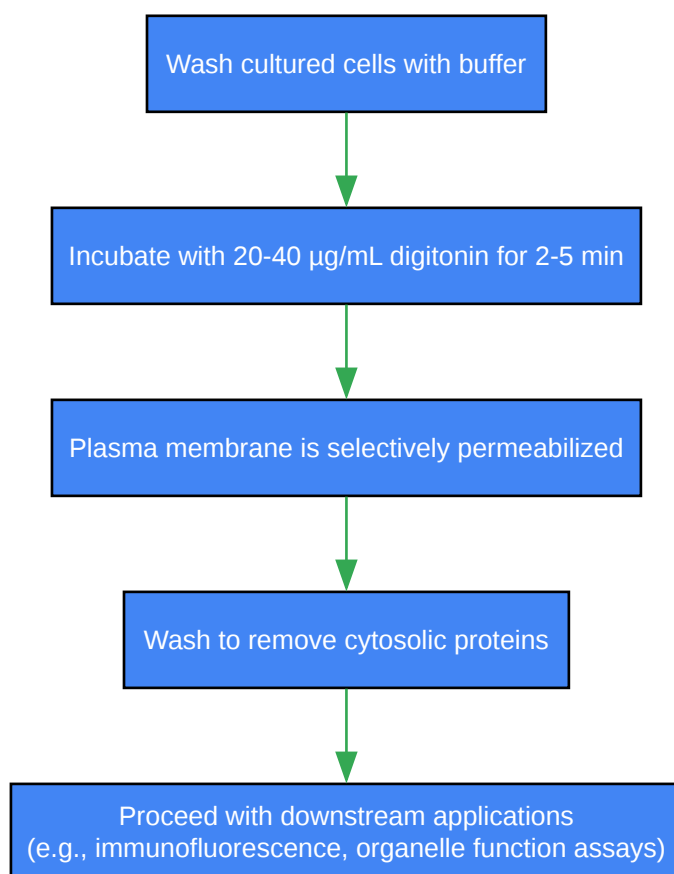 Wash cultured cells with buffer
Incubate with 20-40 µg/mL digitonin for 2-5 min
Plasma membrane is selectively permeabilized
Wash to remove cytosolic proteins
Proceed with downstream applications
(e.g., immunofluorescence, organelle function assays)